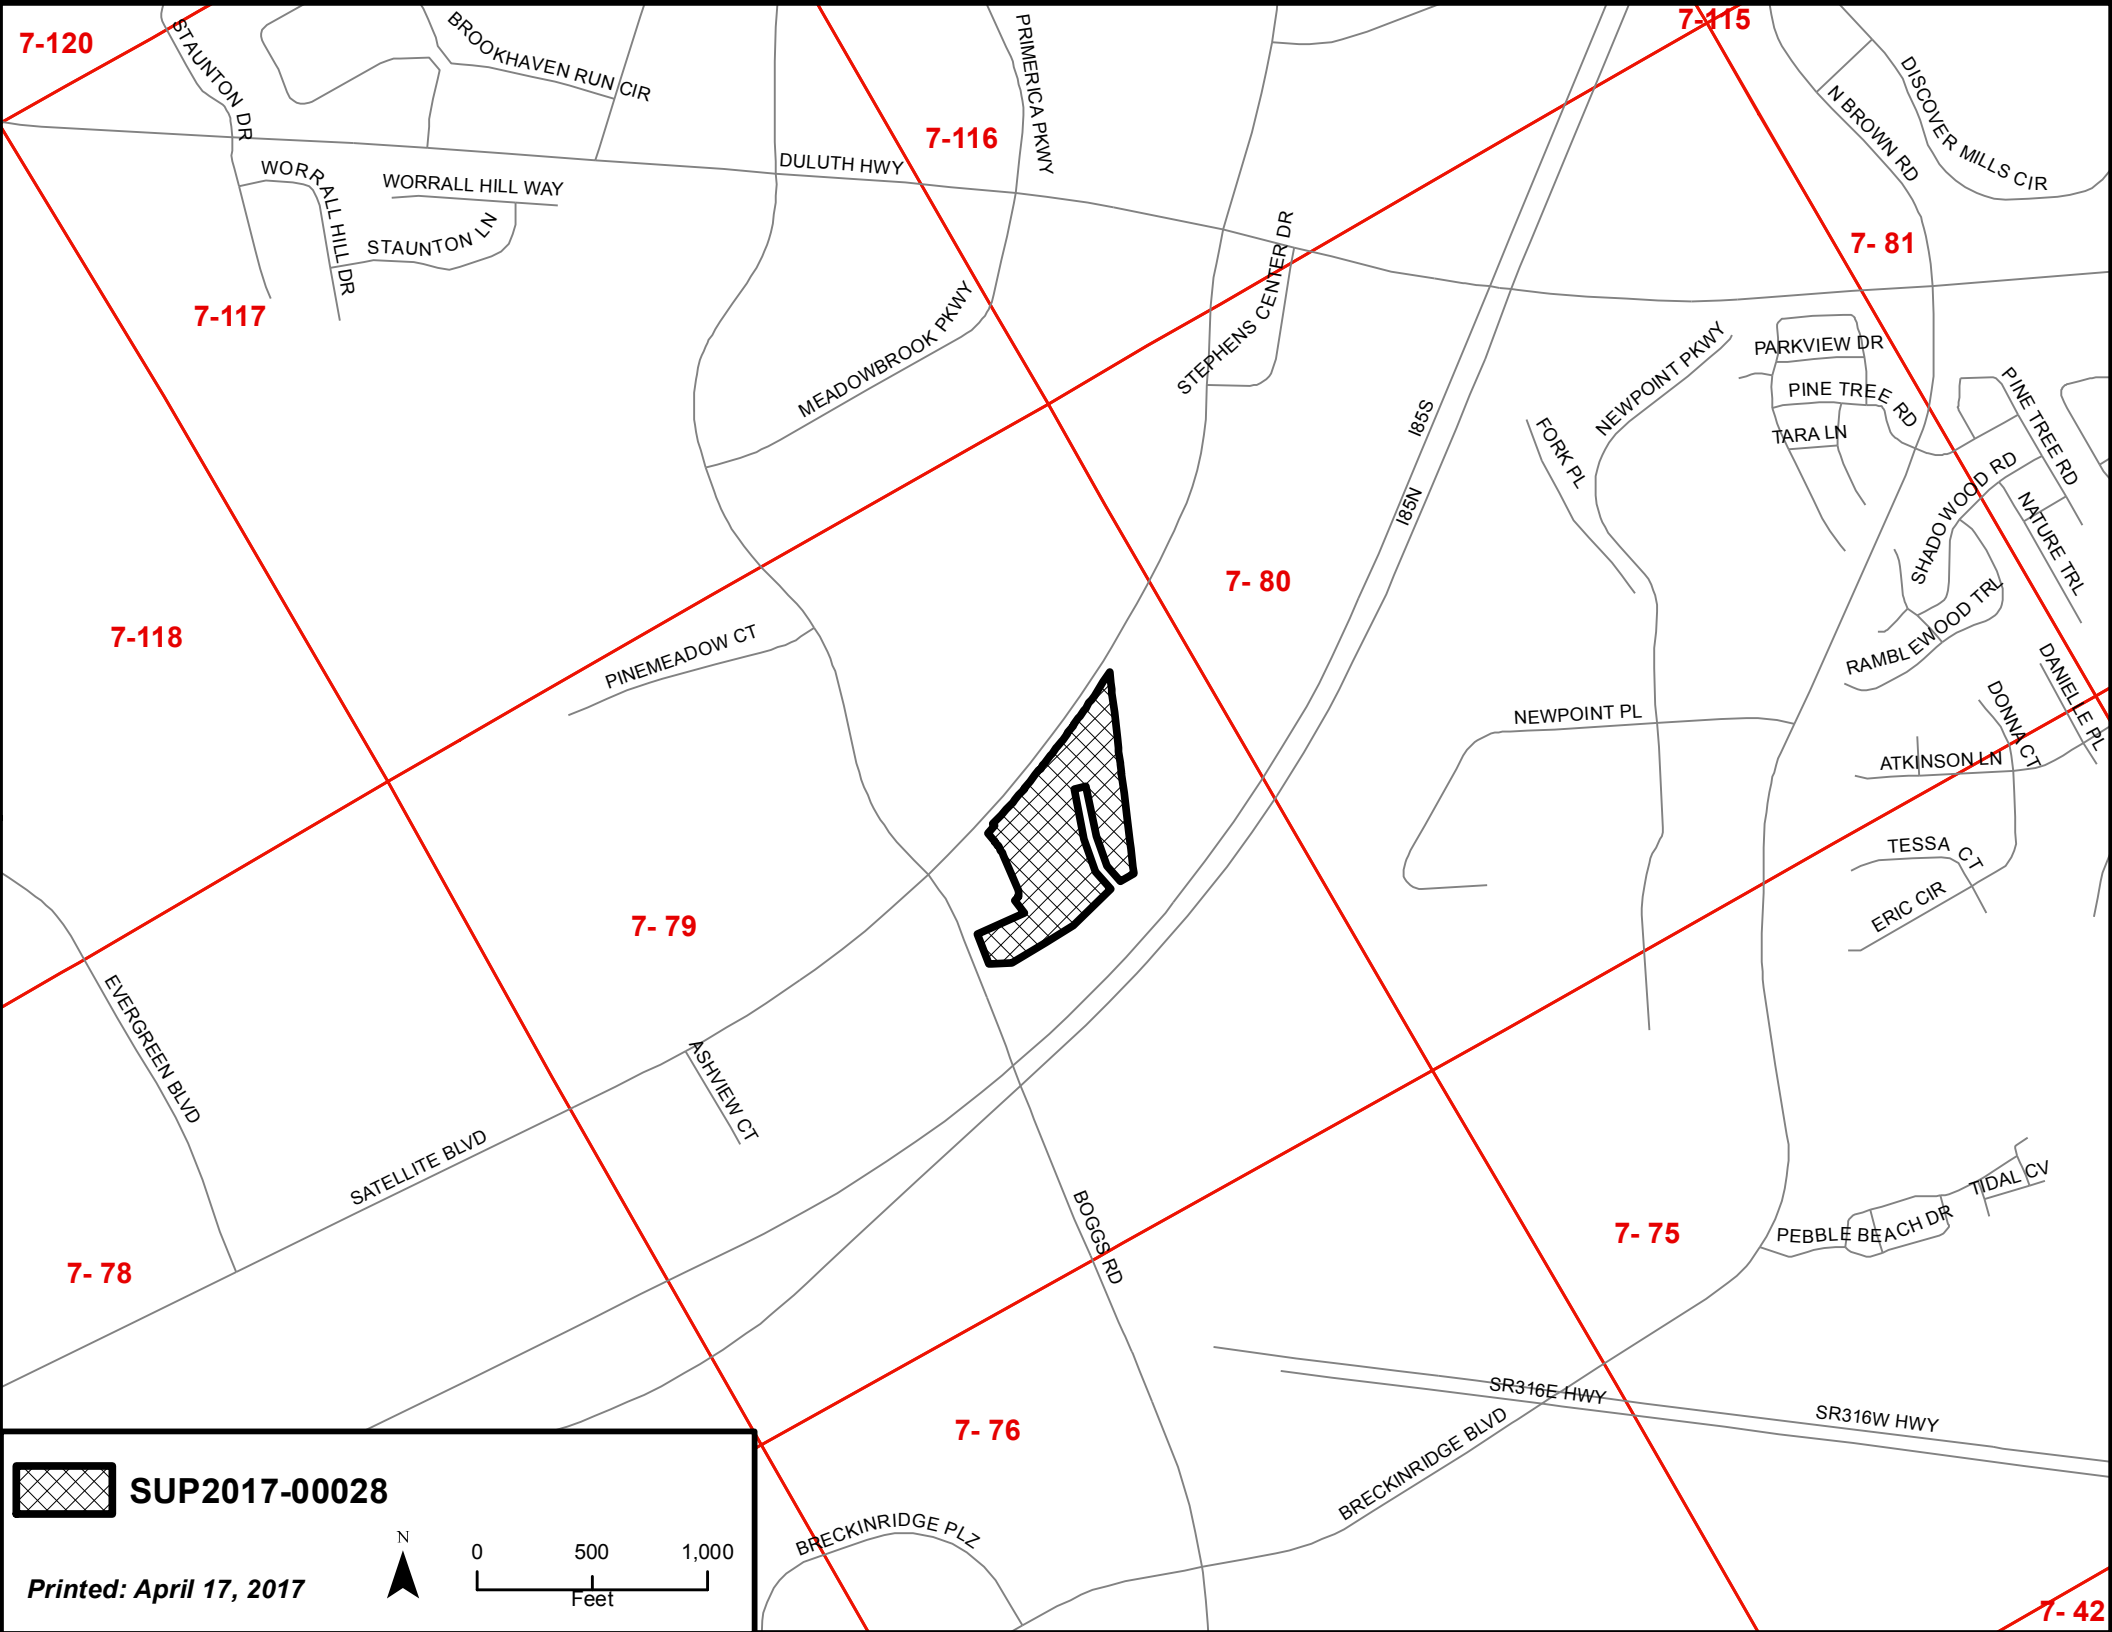 7-120
STAUNTON DR
BROOKHAVEN RUN CIR
PRIMERICA PKWY
7-115
DISCOVER MILLS CIR
N BROWN RD
7-116
DULUTH HWY
WORRALL HILL DR
WORRALL HILL WAY
STAUNTON LN
7-117
STEPHENS CENTER DR
7- 81
MEADOWBROOK PKWY
NEWPOINT PKWY
PARKVIEW DR
PINE TREE RD
PINE TREE RD
TARA LN
FORK PL
I85S
I85N
SHADOWOOD RD
NATURE TRL
7- 80
RAMBLEWOOD TRL
7-118
PINEMEADOW CT
DANIELLE PL
DONNA CT
NEWPOINT PL
ATKINSON LN
TESSA CT
ERIC CIR
7- 79
EVERGREEN BLVD
ASHVIEW CT
SATELLITE BLVD
BOGGS RD
TIDAL CV
PEBBLE BEACH DR
7- 75
7- 78
SR316E HWY
SR316W HWY
7- 76
BRECKINRIDGE BLVD
BRECKINRIDGE PLZ
7- 42
SUP2017-00028
N
0 500 1,000
Feet
Printed: April 17, 2017